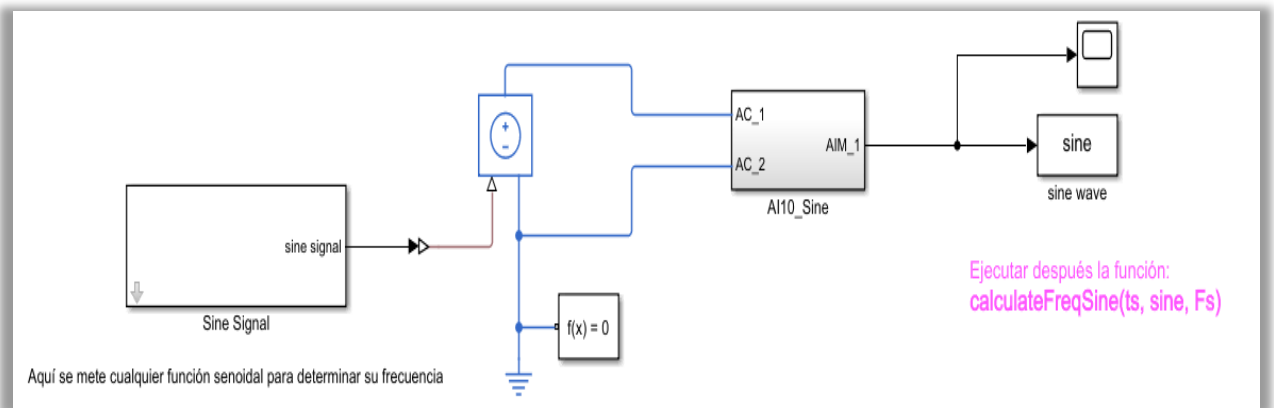 AC_1
AC_2
AIM_1
AI10_Sine
sine
sine wave
sine signal
Sine Signal
f(x) = 0
Ejecutar después la función:
calculateFreqSine(ts, sine, Fs)
Aquí se mete cualquier función senoidal para determinar su frecuencia